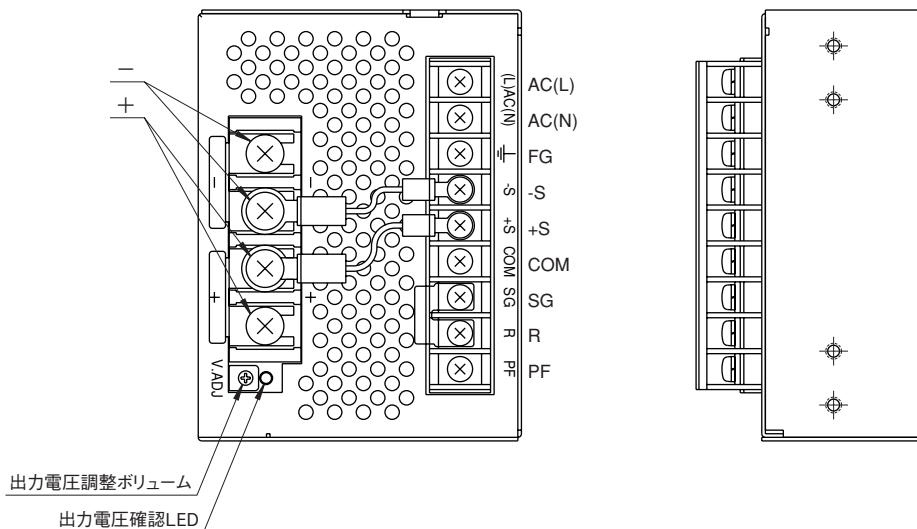 −
+
(L)AC(N)
⏚
-S
+S
COM
SG
R
PF
AC(L)
AC(N)
FG
-S
+S
COM
SG
R
PF
−
−
+
+
V.ADJ
出力電圧調整ボリューム
出力電圧確認LED